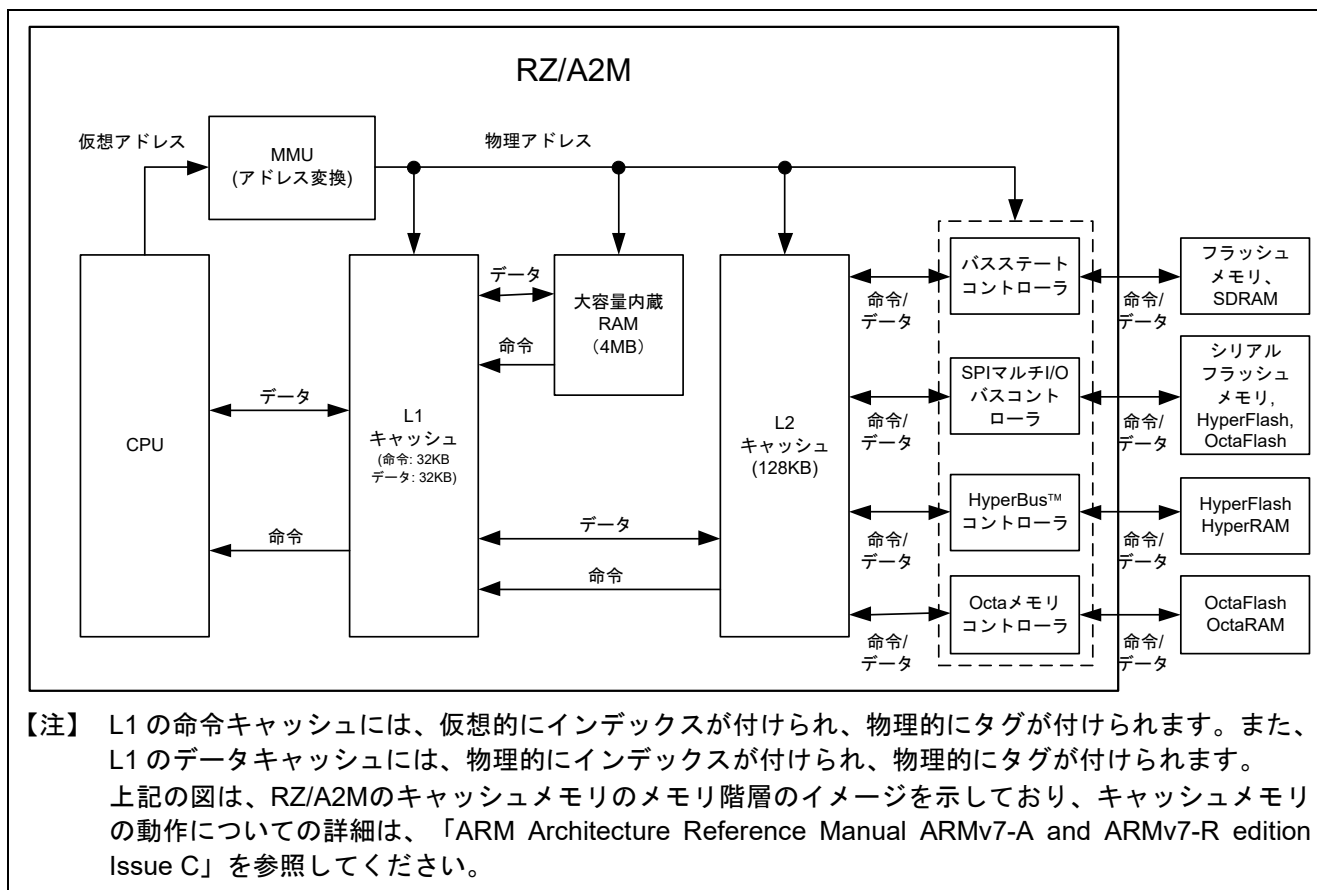 RZ/A2M
仮想アドレス
MMU
(アドレス変換)
物理アドレス
CPU
データ
命令
L1
キャッシュ
(命令: 32KB
データ: 32KB)
データ
命令
大容量内蔵
RAM
（4MB）
データ
命令
L2
キャッシュ
(128KB)
命令/
データ
バスステート
コントローラ
命令/
データ
フラッシュ
メモリ、
SDRAM
命令/
データ
SPIマルチI/O
バスコント
ローラ
命令/
データ
シリアル
フラッシュ
メモリ,
HyperFlash,
OctaFlash
命令/
データ
HyperBus™
コントローラ
命令/
データ
HyperFlash
HyperRAM
命令/
データ
Octaメモリ
コントローラ
命令/
データ
OctaFlash
OctaRAM
【注】 L1 の命令キャッシュには、仮想的にインデックスが付けられ、物理的にタグが付けられます。また、
L1 のデータキャッシュには、物理的にインデックスが付けられ、物理的にタグが付けられます。
上記の図は、RZ/A2Mのキャッシュメモリのメモリ階層のイメージを示しており、キャッシュメモリ
の動作についての詳細は、「ARM Architecture Reference Manual ARMv7-A and ARMv7-R edition
Issue C」を参照してください。